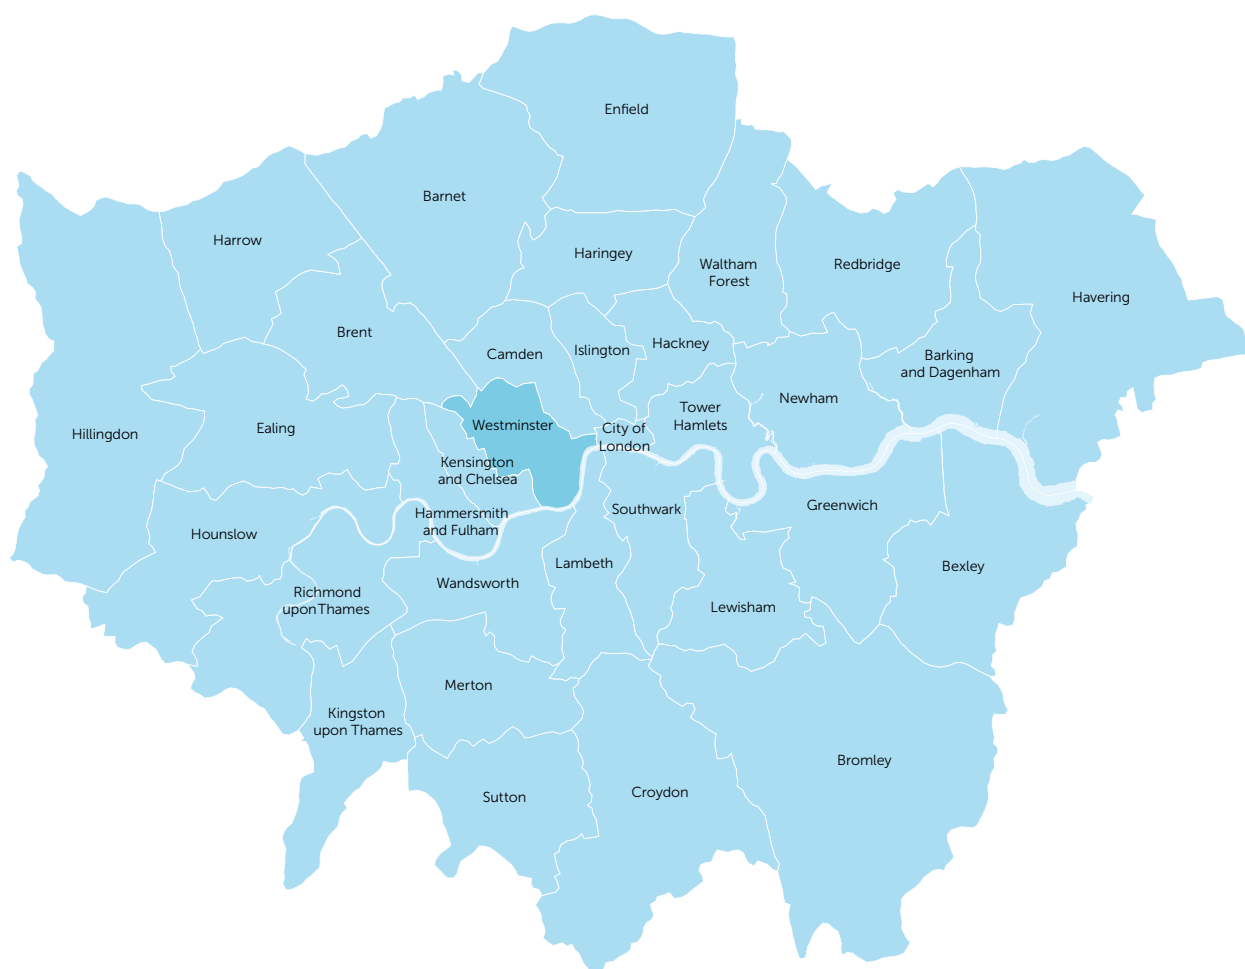 Enfield
Barnet
Harrow
Haringey
Waltham
Forest
Redbridge
Havering
Brent
Camden
Islington
Hackney
Barking
and Dagenham
Newham
Tower
Hamlets
Hillingdon
Ealing
Westminster
City of
London
Kensington
and Chelsea
Hammersmith
and Fulham
Southwark
Greenwich
Hounslow
Lambeth
Bexley
Wandsworth
Richmond
upon Thames
Lewisham
Merton
Kingston
upon Thames
Bromley
Sutton
Croydon